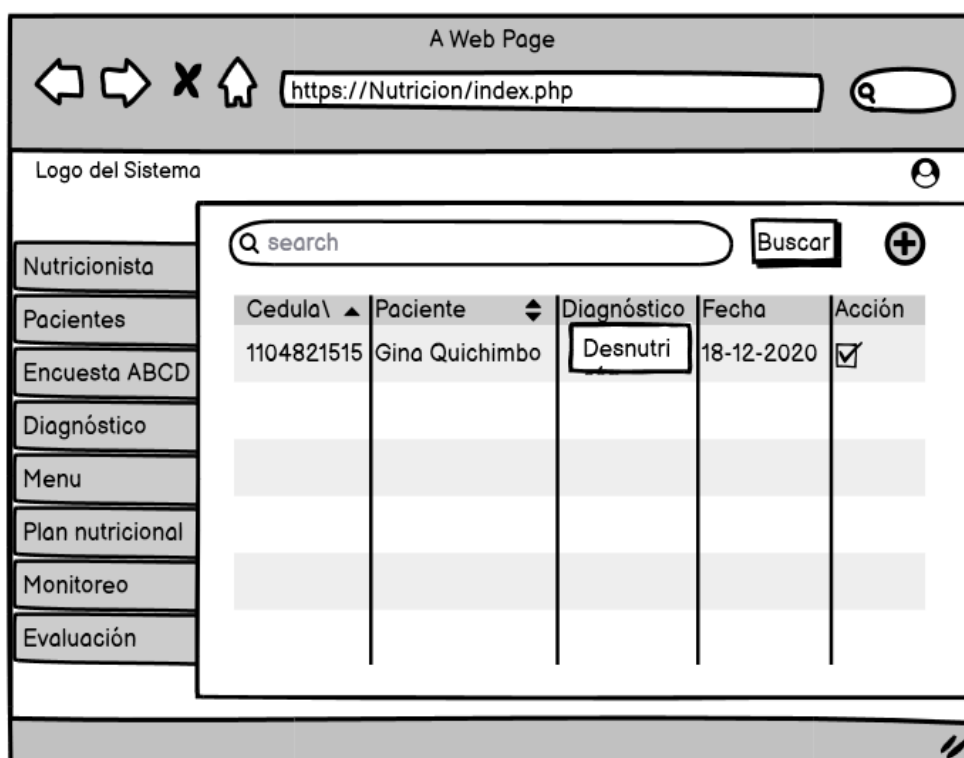 A Web Page
https://Nutricion/index.php
Logo del Sistema
search
Buscar
Nutricionista
Pacientes
Encuesta ABCD
Diagnóstico
Menu
Plan nutricional
Monitoreo
Evaluación
Cedula\ Paciente Diagnóstico Fecha Acción
1104821515 Gina Quichimbo Desnutri 18-12-2020